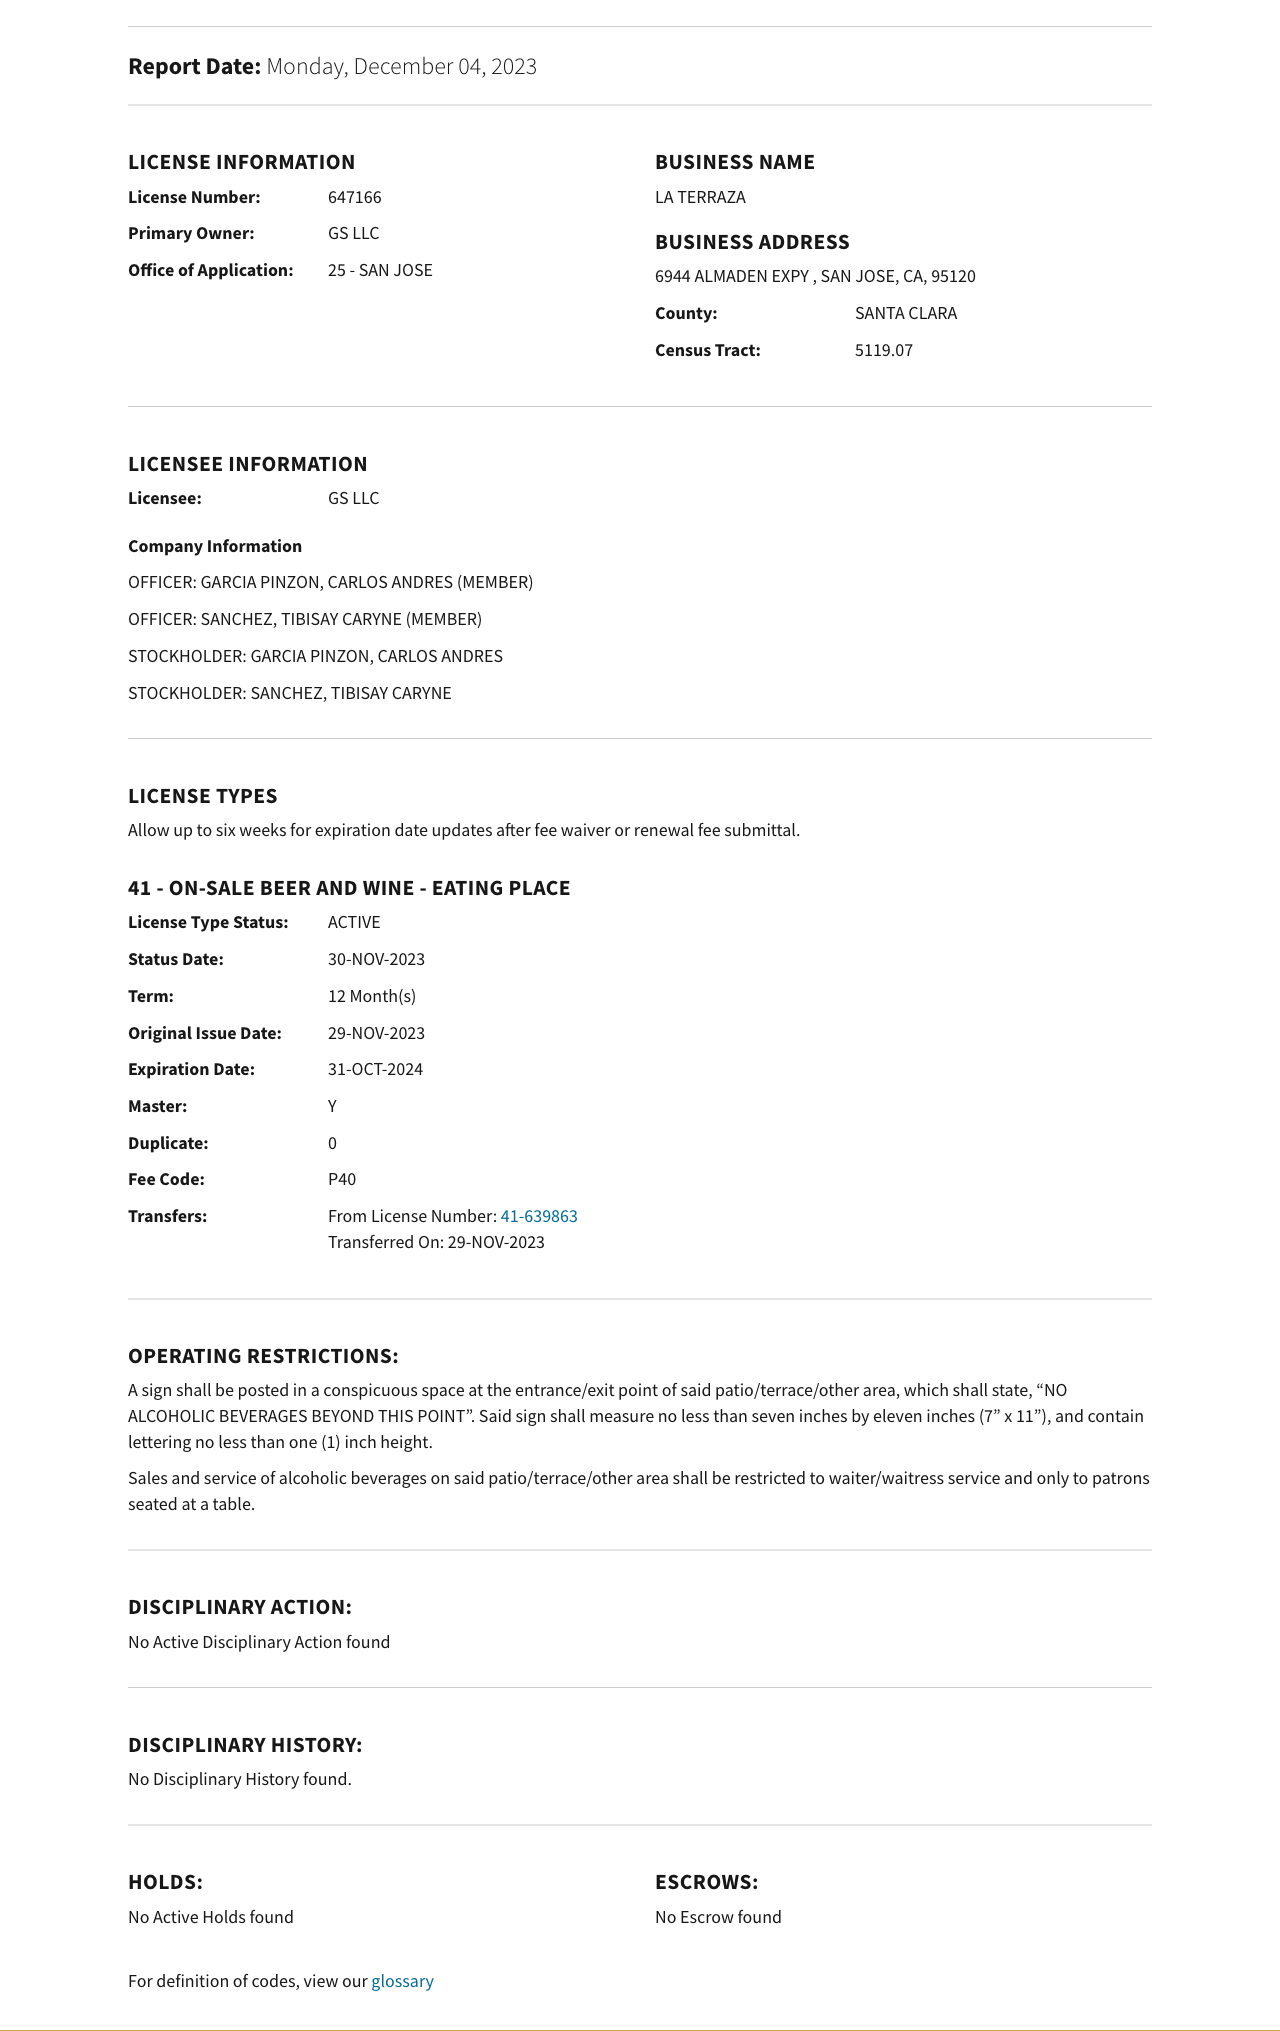 Report Date: Monday, December 04, 2023
LICENSE INFORMATION
License Number: 647166
Primary Owner: GS LLC
Office of Application: 25 - SAN JOSE
BUSINESS NAME
LA TERRAZA
BUSINESS ADDRESS
6944 ALMADEN EXPY , SAN JOSE, CA, 95120
County: SANTA CLARA
Census Tract: 5119.07
LICENSEE INFORMATION
Licensee: GS LLC
Company Information
OFFICER: GARCIA PINZON, CARLOS ANDRES (MEMBER)
OFFICER: SANCHEZ, TIBISAY CARYNE (MEMBER)
STOCKHOLDER: GARCIA PINZON, CARLOS ANDRES
STOCKHOLDER: SANCHEZ, TIBISAY CARYNE
LICENSE TYPES
Allow up to six weeks for expiration date updates after fee waiver or renewal fee submittal.
41 - ON-SALE BEER AND WINE - EATING PLACE
License Type Status: ACTIVE
Status Date: 30-NOV-2023
Term: 12 Month(s)
Original Issue Date: 29-NOV-2023
Expiration Date: 31-OCT-2024
Master: Y
Duplicate: 0
Fee Code: P40
Transfers: From License Number: 41-639863
Transferred On: 29-NOV-2023
OPERATING RESTRICTIONS:
A sign shall be posted in a conspicuous space at the entrance/exit point of said patio/terrace/other area, which shall state, “NO
ALCOHOLIC BEVERAGES BEYOND THIS POINT”. Said sign shall measure no less than seven inches by eleven inches (7” x 11”), and contain
lettering no less than one (1) inch height.
Sales and service of alcoholic beverages on said patio/terrace/other area shall be restricted to waiter/waitress service and only to patrons
seated at a table.
DISCIPLINARY ACTION:
No Active Disciplinary Action found
DISCIPLINARY HISTORY:
No Disciplinary History found.
HOLDS:
No Active Holds found
ESCROWS:
No Escrow found
For definition of codes, view our glossary